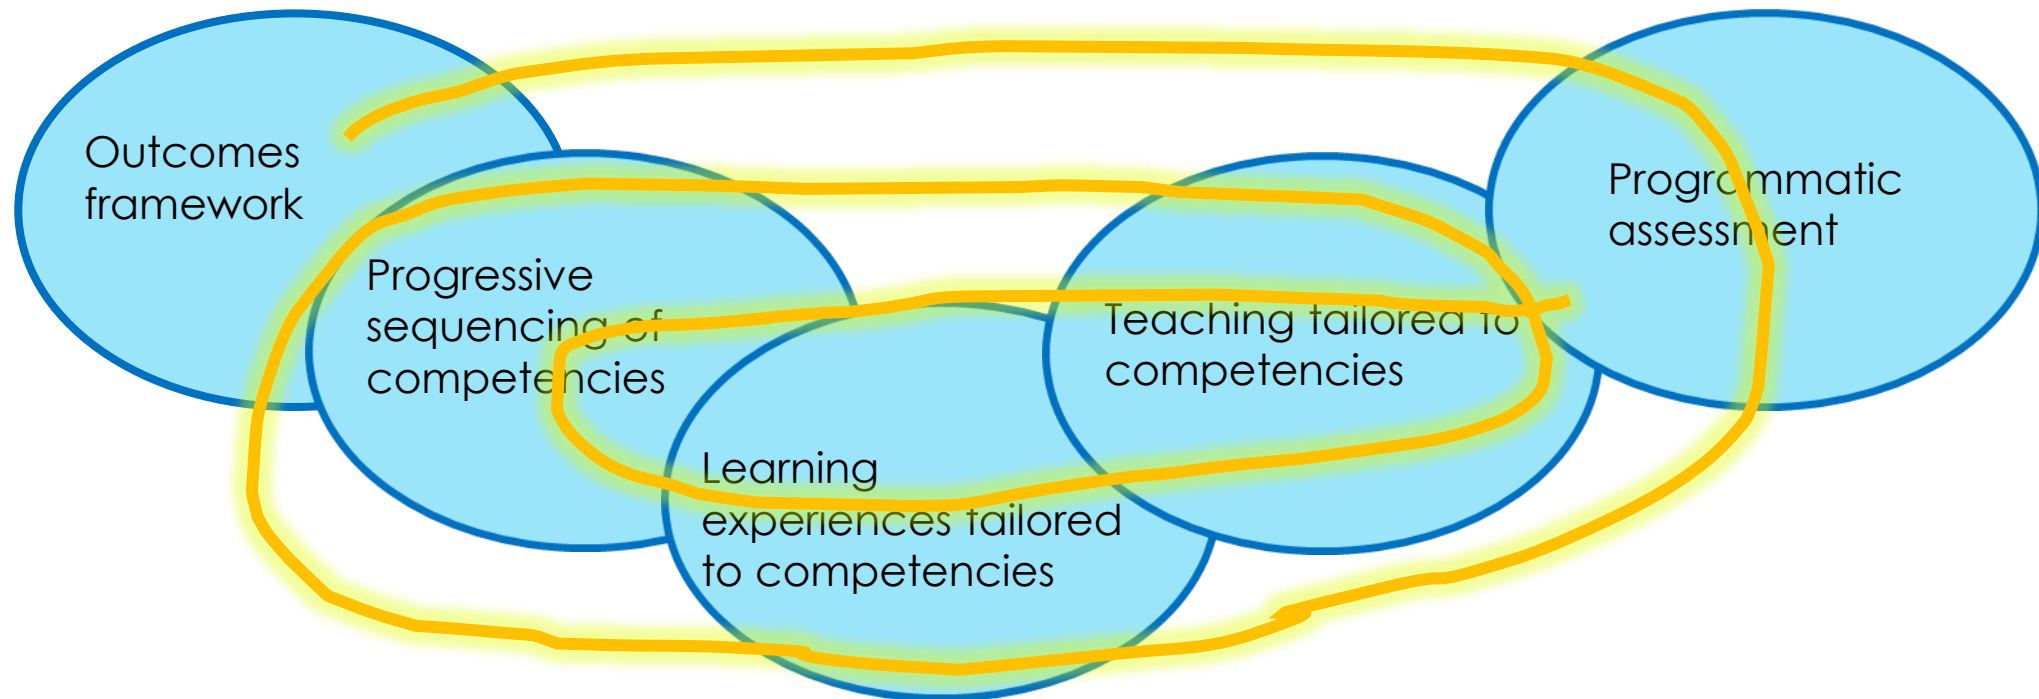 Outcomes
framework
Progressive
sequencing of
competencies
Learning
experiences tailored
to competencies
Teaching tailored to
competencies
Programmatic
assessment